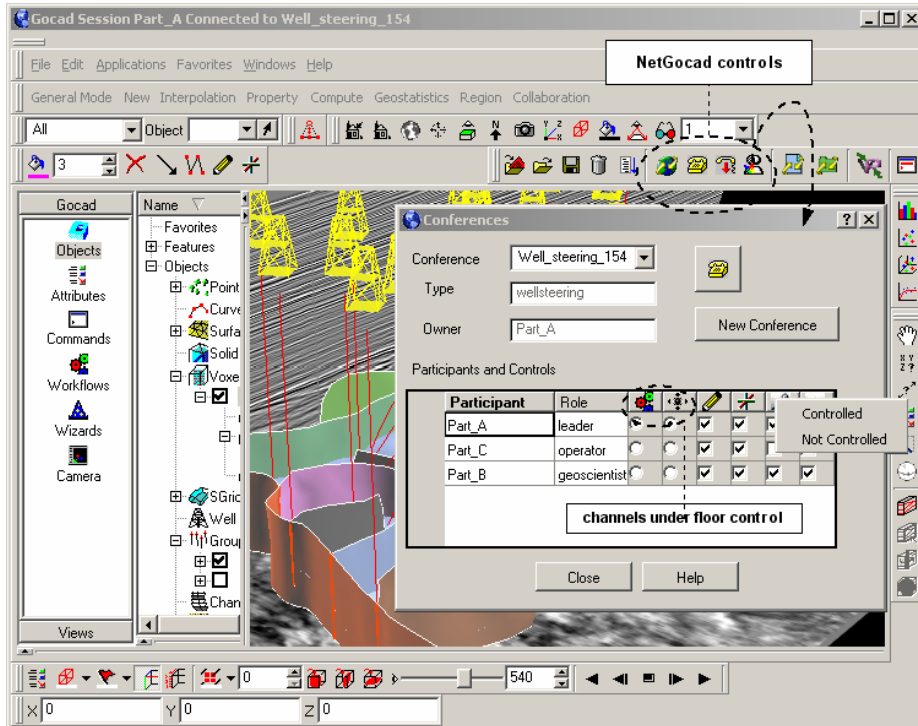 Gocad Session Part_A Connected to Well_steering_154
File Edit Applications Favorites Windows Help
NetGocad controls
General Mode New Interpolation Property Compute Geostatistics Region Collaboration
All Object 1
3
Gocad
Objects
Attributes
Commands
Workflows
Wizards
Camera
Views
Name
Favorites
Features
Objects
Point
Curve
Surfa
Solid
Voxe
SGric
Well
Group
Chan
Conferences
Conference Well_steering_154
Type wellsteering
Owner Part_A
New Conference
Participants and Controls
Participant Role
Part_A leader
Part_C operator
Part_B geoscientist
Controlled
Not Controlled
channels under floor control
Close Help
0 540
X 0 Y 0 Z 0